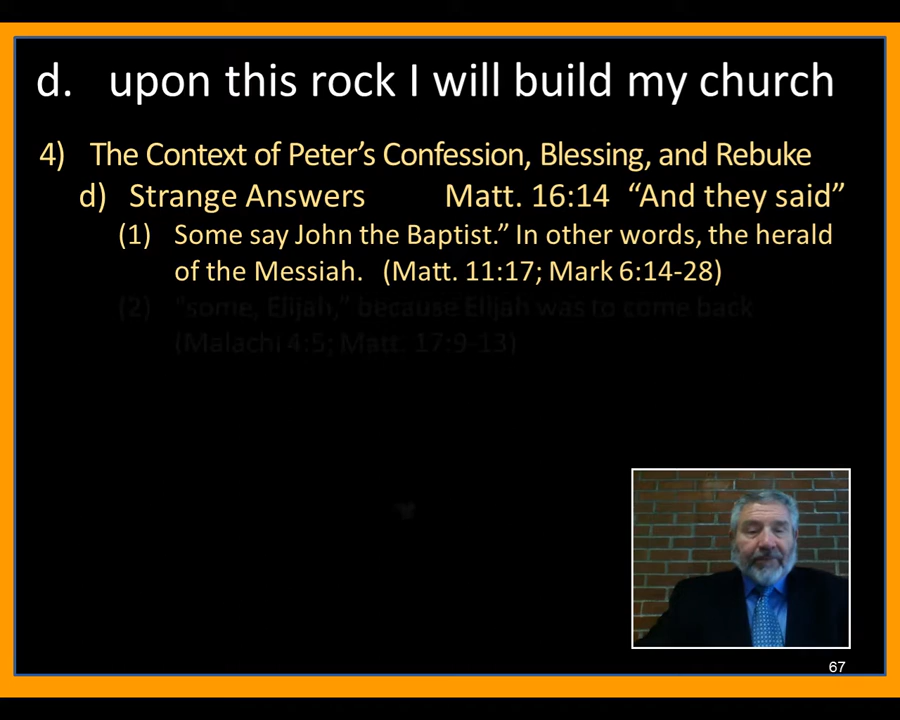 d. upon this rock I will build my church
4) The Context of Peter's Confession, Blessing, and Rebuke
d) Strange Answers Matt. 16:14 “And they said”
(1) Some say John the Baptist.” In other words, the herald
of the Messiah. (Matt. 11:17; Mark 6:14-28)
(2) “some, Elijah,” because Elijah was to come back
(Malachi 4:5; Matt. 17:9-13)
67